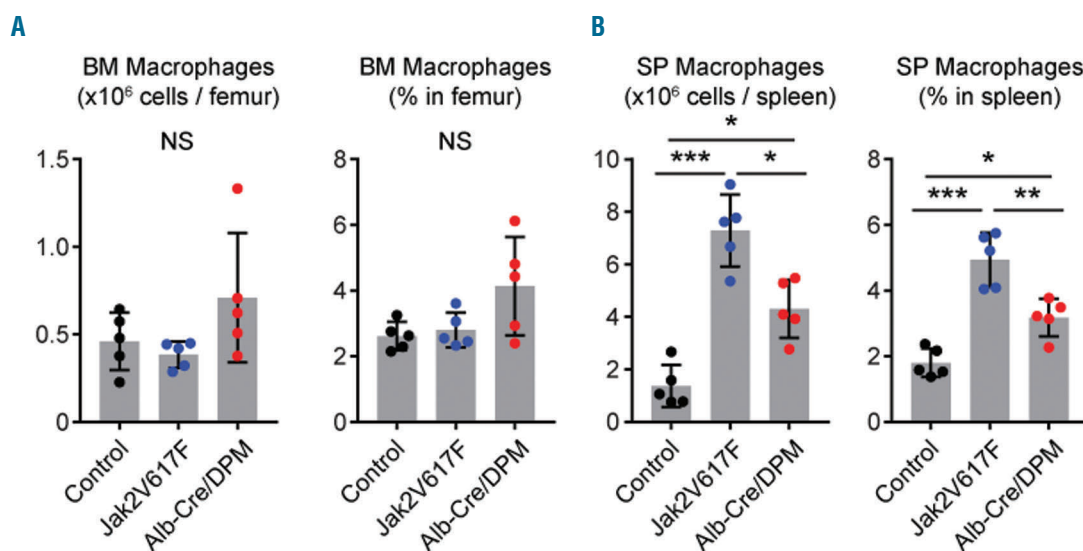 A
B
BM Macrophages
(x10⁶ cells / femur)
NS
1.5
1.0
0.5
0
Control
Jak2V617F
Alb-Cre/DPM
BM Macrophages
(% in femur)
NS
8
6
4
2
0
Control
Jak2V617F
Alb-Cre/DPM
SP Macrophages
(x10⁶ cells / spleen)
*
*** *
10
8
6
4
2
0
Control
Jak2V617F
Alb-Cre/DPM
SP Macrophages
(% in spleen)
*
*** **
8
6
4
2
0
Control
Jak2V617F
Alb-Cre/DPM